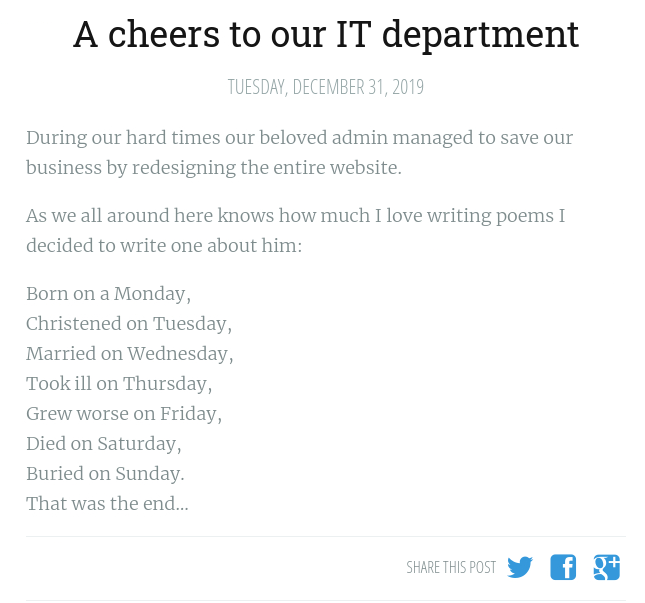 A cheers to our IT department
TUESDAY, DECEMBER 31, 2019
During our hard times our beloved admin managed to save our
business by redesigning the entire website.
As we all around here knows how much I love writing poems I
decided to write one about him:
Born on a Monday,
Christened on Tuesday,
Married on Wednesday,
Took ill on Thursday,
Grew worse on Friday,
Died on Saturday,
Buried on Sunday.
That was the end…
SHARE THIS POST